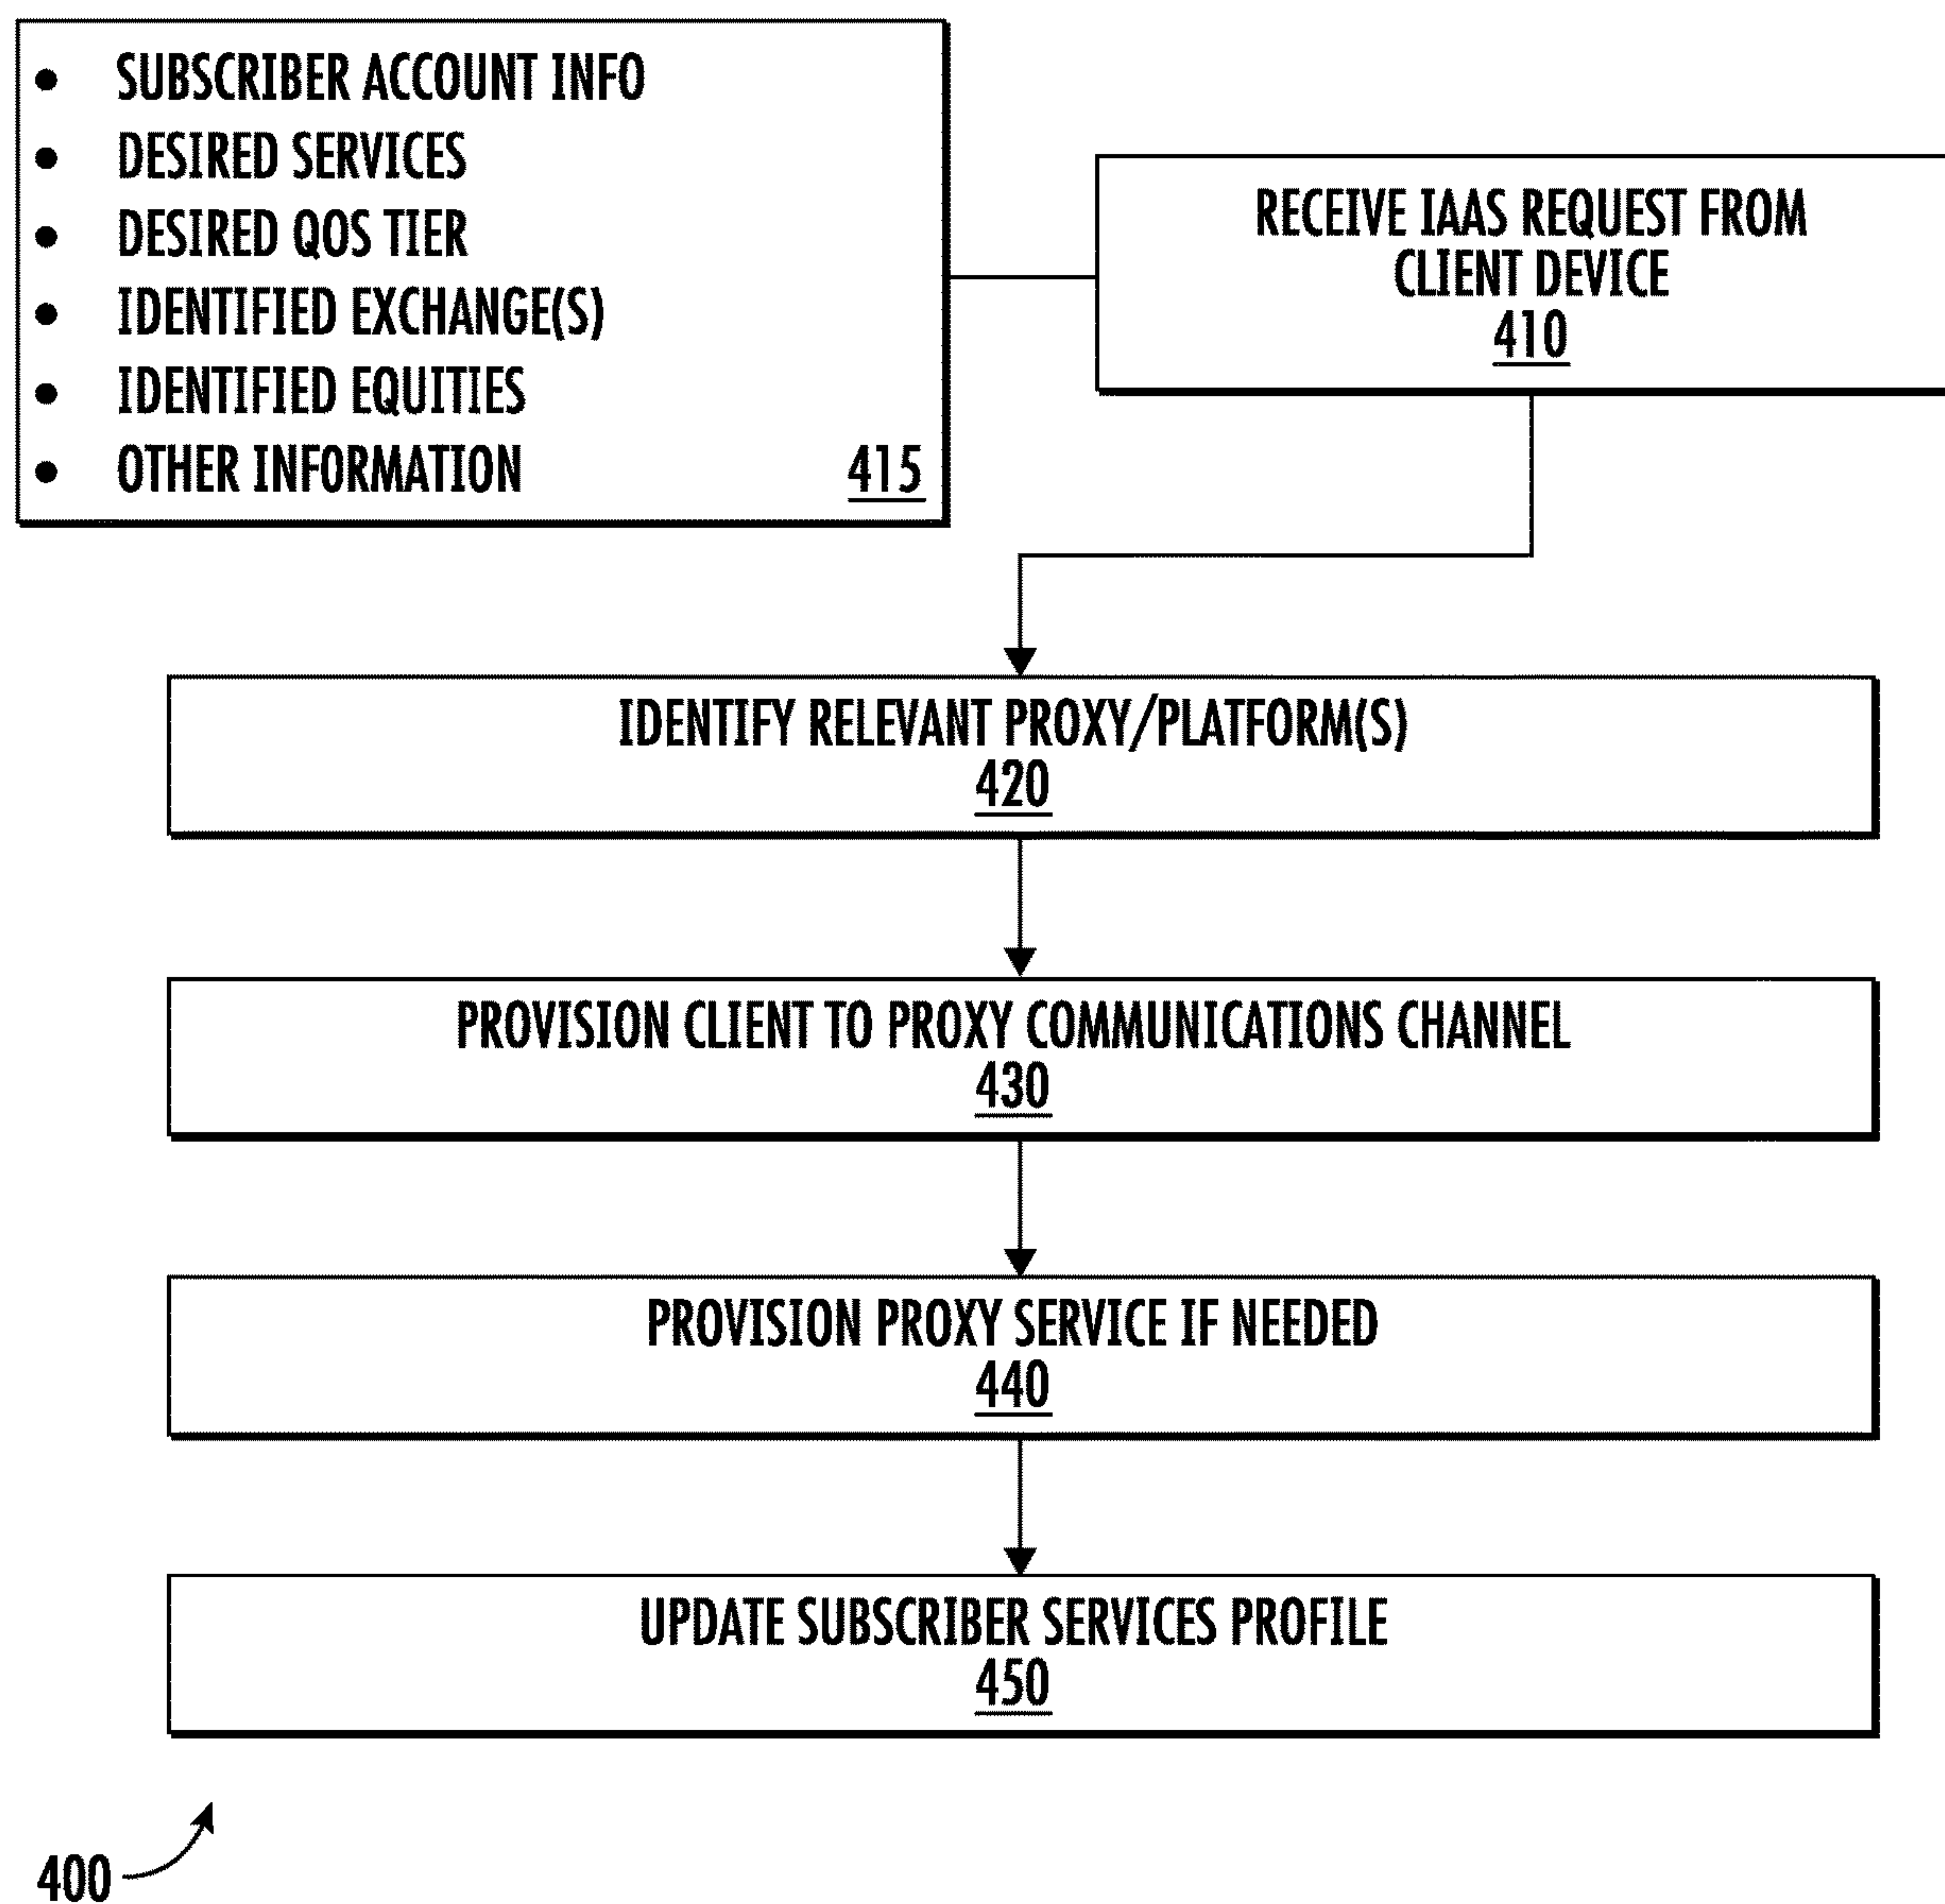 • SUBSCRIBER ACCOUNT INFO
• DESIRED SERVICES
• DESIRED QOS TIER
• IDENTIFIED EXCHANGE(S)
• IDENTIFIED EQUITIES
• OTHER INFORMATION
415
RECEIVE IAAS REQUEST FROM
CLIENT DEVICE
410
IDENTIFY RELEVANT PROXY/PLATFORM(S)
420
PROVISION CLIENT TO PROXY COMMUNICATIONS CHANNEL
430
PROVISION PROXY SERVICE IF NEEDED
440
UPDATE SUBSCRIBER SERVICES PROFILE
450
400